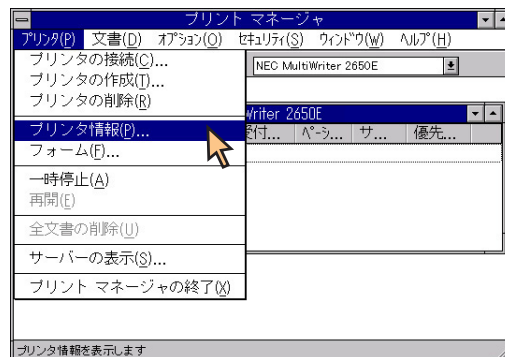 プリント マネージャ
プリンタ(P) 文書(D) オプション(O) セキュリティ(S) ウィンドウ(W) ヘルプ(H)
プリンタの接続(C)...
NEC MultiWriter 2650E
プリンタの作成(T)...
プリンタの削除(R)
Writer 2650E
プリンタ情報(P)...
受付... ページ... サ... 優先...
フォーム(F)...
一時停止(A)
再開(E)
全文書の削除(U)
サーバーの表示(S)...
プリント マネージャの終了(X)
プリンタ情報を表示します